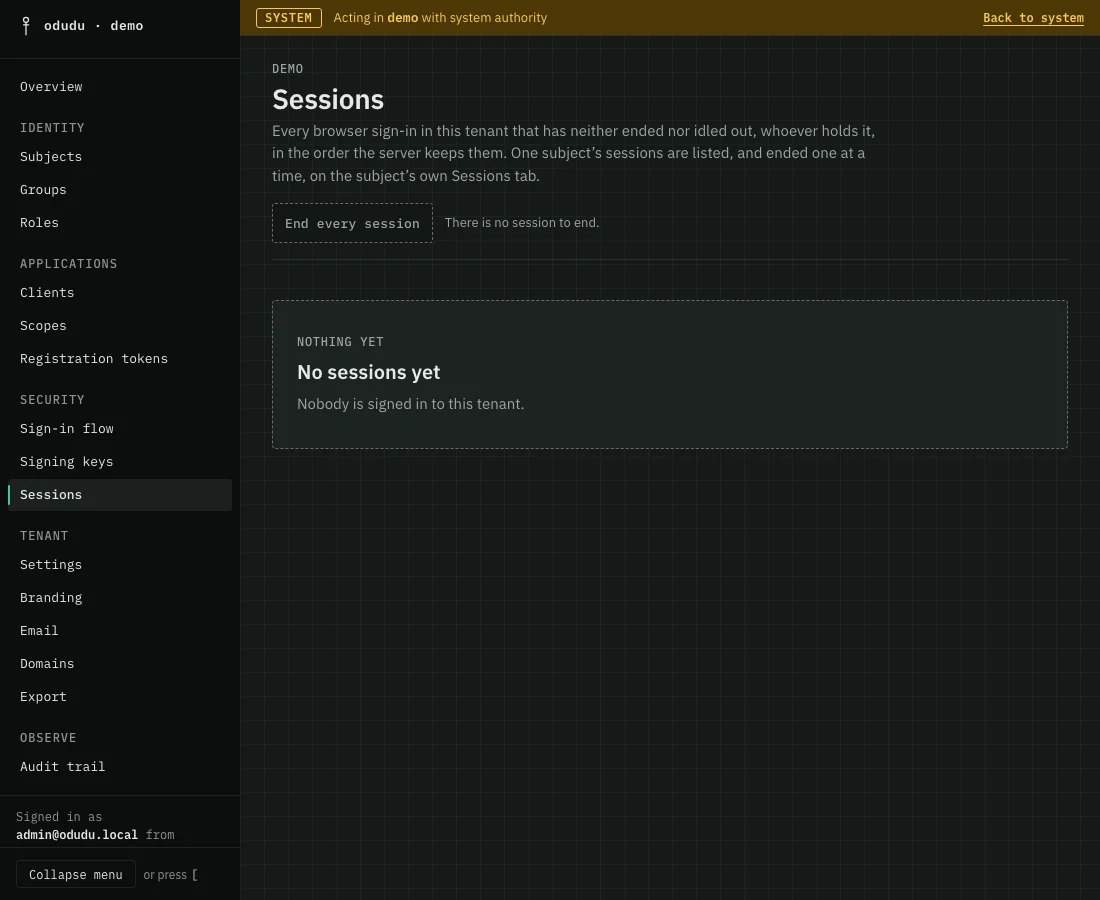 odudu · demo
SYSTEM Acting in demo with system authority Back to system
Overview
IDENTITY
Subjects
Groups
Roles
APPLICATIONS
Clients
Scopes
Registration tokens
SECURITY
Sign-in flow
Signing keys
Sessions
TENANT
Settings
Branding
Email
Domains
Export
OBSERVE
Audit trail
Signed in as
admin@odudu.local from
Collapse menu or press [
DEMO
Sessions
Every browser sign-in in this tenant that has neither ended nor idled out, whoever holds it,
in the order the server keeps them. One subject’s sessions are listed, and ended one at a
time, on the subject’s own Sessions tab.
End every session There is no session to end.
NOTHING YET
No sessions yet
Nobody is signed in to this tenant.